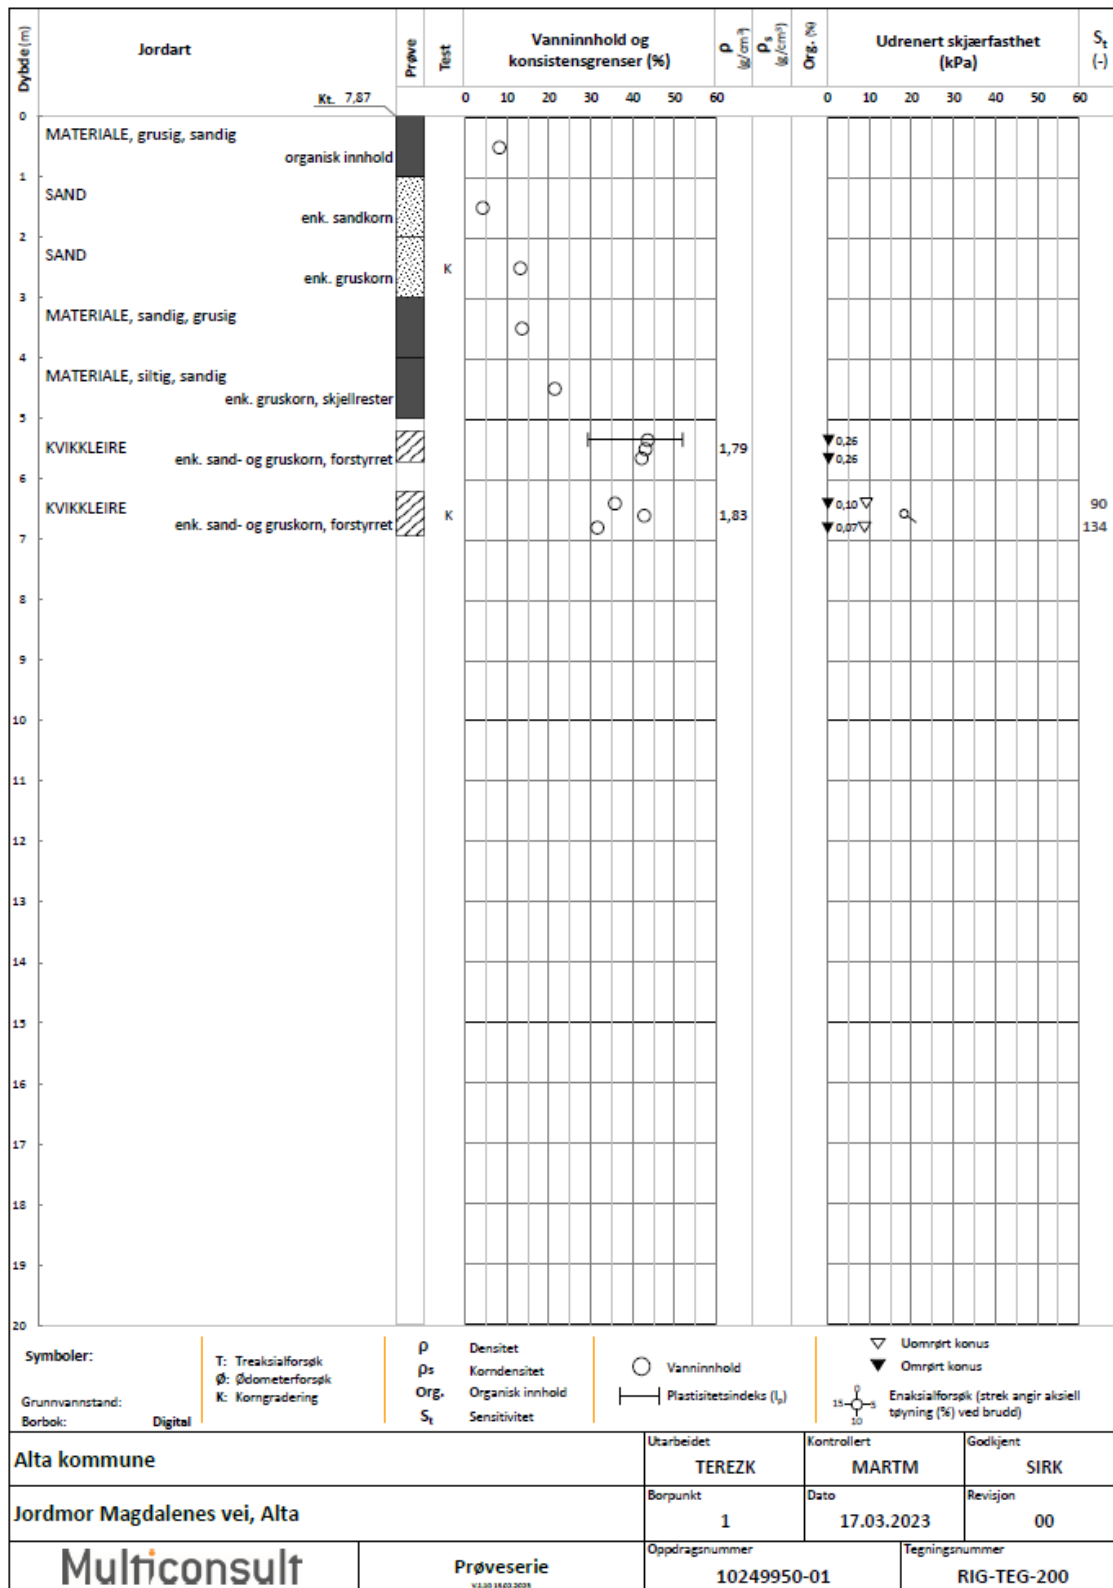 Dybde (m)
Jordart
Prøve
Test
Vanninnhold og
konsistensgrenser (%)
ρ
(g/cm³)
ρs
(g/cm³)
Org. (%)
Udrenert skjærfasthet
(kPa)
St
(-)
Kt. 7,87
0 10 20 30 40 50 60
0 10 20 30 40 50 60
0
MATERIALE, grusig, sandig
organisk innhold
1
SAND
enk. sandkorn
2
SAND
enk. gruskorn
K
3
MATERIALE, sandig, grusig
4
MATERIALE, siltig, sandig
enk. gruskorn, skjellrester
5
KVIKKLEIRE
enk. sand- og gruskorn, forstyrret
1,79
0,26
0,26
6
KVIKKLEIRE
enk. sand- og gruskorn, forstyrret
K
1,83
0,10
90
0,07
134
7
8
9
10
11
12
13
14
15
16
17
18
19
20
Symboler:
Grunnvannstand:
Borbok: Digital
T: Treaksialforsøk
Ø: Ødometerforsøk
K: Korngradering
ρ Densitet
ρs Korndensitet
Org. Organisk innhold
St Sensitivitet
Vanninnhold
Plastisitetsindeks (Ip)
Uomrørt konus
Omrørt konus
0
15 5
10
Enaksialforsøk (strek angir aksiell
tøyning (%) ved brudd)
Alta kommune
Utarbeidet
TEREZK
Kontrollert
MARTM
Godkjent
SIRK
Jordmor Magdalenes vei, Alta
Borpunkt
1
Dato
17.03.2023
Revisjon
00
Multiconsult
Prøveserie
Oppdragsnummer
10249950-01
Tegningsnummer
RIG-TEG-200